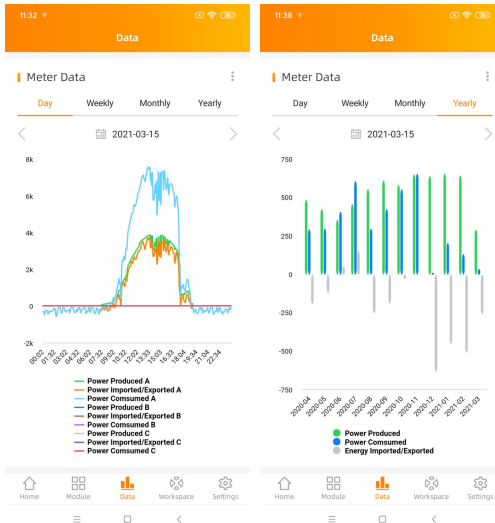 11:32
Data
Meter Data
Day Weekly Monthly Yearly
2021-03-15
8k
6k
4k
2k
0
-2k
00:02 01:32 03:02 04:32 06:02 07:32 09:02 10:32 12:02 13:33 15:03 16:33 18:04 19:34 21:04 22:34
Power Produced A
Power Imported/Exported A
Power Comsumed A
Power Produced B
Power Imported/Exported B
Power Comsumed B
Power Produced C
Power Imported/Exported C
Power Comsumed C
Home Module Data Workspace Settings
11:38
Data
Meter Data
Day Weekly Monthly Yearly
2021-03-15
750
500
250
0
-250
-500
-750
2020-04 2020-05 2020-06 2020-07 2020-08 2020-09 2020-10 2020-11 2020-12 2021-01 2021-02 2021-03
Power Produced
Power Comsumed
Energy Imported/Exported
Home Module Data Workspace Settings